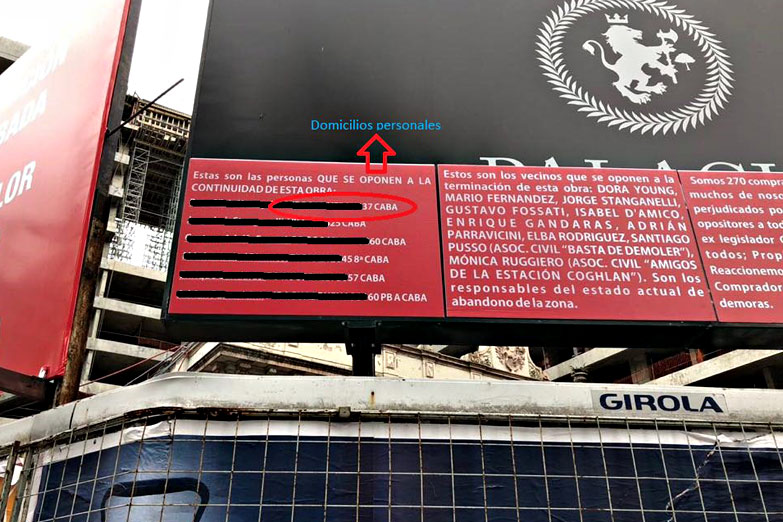 SADA
LOR
Domicilios personales
Estas son las personas QUE SE OPONEN A LA
CONTINUIDAD DE ESTA OBRA:
37 CABA
25 CABA
60 CABA
45 8° CABA
57 CABA
60 PB A CABA
Estos son los vecinos que se oponen a la
terminación de esta obra: DORA YOUNG,
MARIO FERNANDEZ, JORGE STANGANELLI,
GUSTAVO FOSSATI, ISABEL D'AMICO,
ENRIQUE GANDARAS, ADRIÁN
PARRAVICINI, ELBA RODRIGUEZ, SANTIAGO
PUSSO (ASOC. CIVIL "BASTA DE DEMOLER"),
MÓNICA RUGGIERO (ASOC. CIVIL "AMIGOS
DE LA ESTACIÓN COGHLAN"). Son los
responsables del estado actual de
abandono de la zona.
Somos 270 comp
muchos de nos
perjudicados po
opositores a tod
ex legislador
todos; Prop
Reaccioneme
Comprador
demoras.
GIROLA